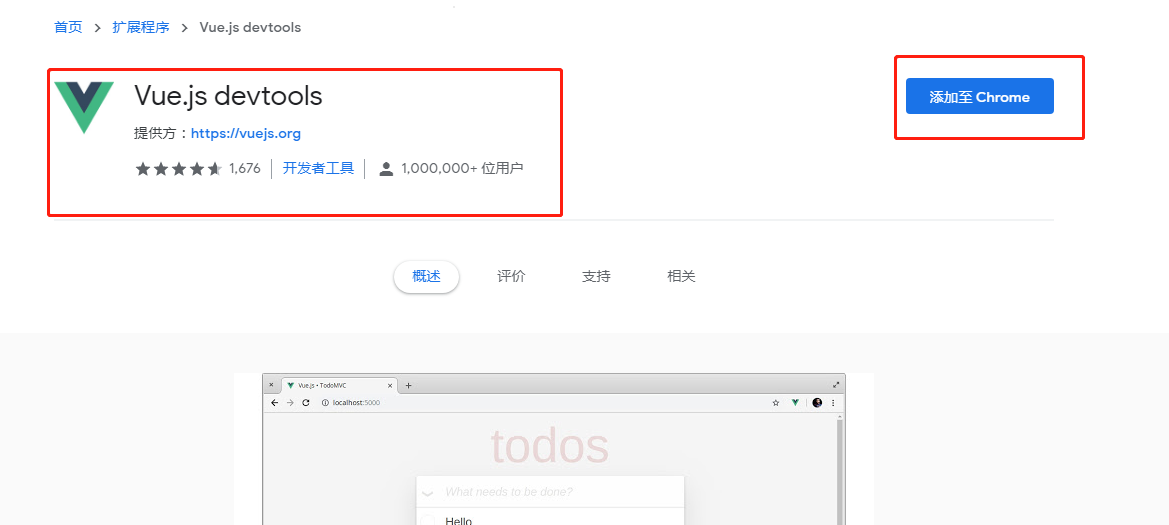 首页 > 扩展程序 > Vue.js devtools
Vue.js devtools
添加至 Chrome
提供方：https://vuejs.org
1,676 开发者工具 1,000,000+ 位用户
概述 评价 支持 相关
Vue.js • TodoMVC
localhost:5000
todos
What needs to be done?
Hello